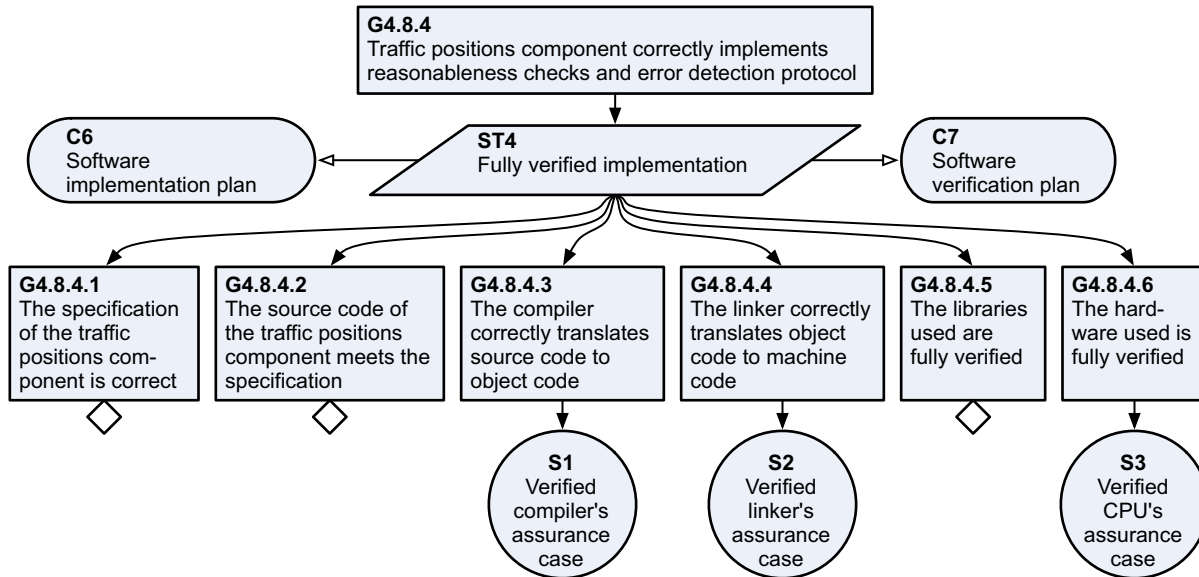 G4.8.4
Traffic positions component correctly implements
reasonableness checks and error detection protocol
C6
Software
implementation plan
ST4
Fully verified implementation
C7
Software
verification plan
G4.8.4.1
The specification
of the traffic
positions com-
ponent is correct
G4.8.4.2
The source code of
the traffic positions
component meets the
specification
G4.8.4.3
The compiler
correctly translates
source code to
object code
G4.8.4.4
The linker correctly
translates object
code to machine
code
G4.8.4.5
The libraries
used are
fully verified
G4.8.4.6
The hard-
ware used is
fully verified
S1
Verified
compiler's
assurance
case
S2
Verified
linker's
assurance
case
S3
Verified
CPU's
assurance
case